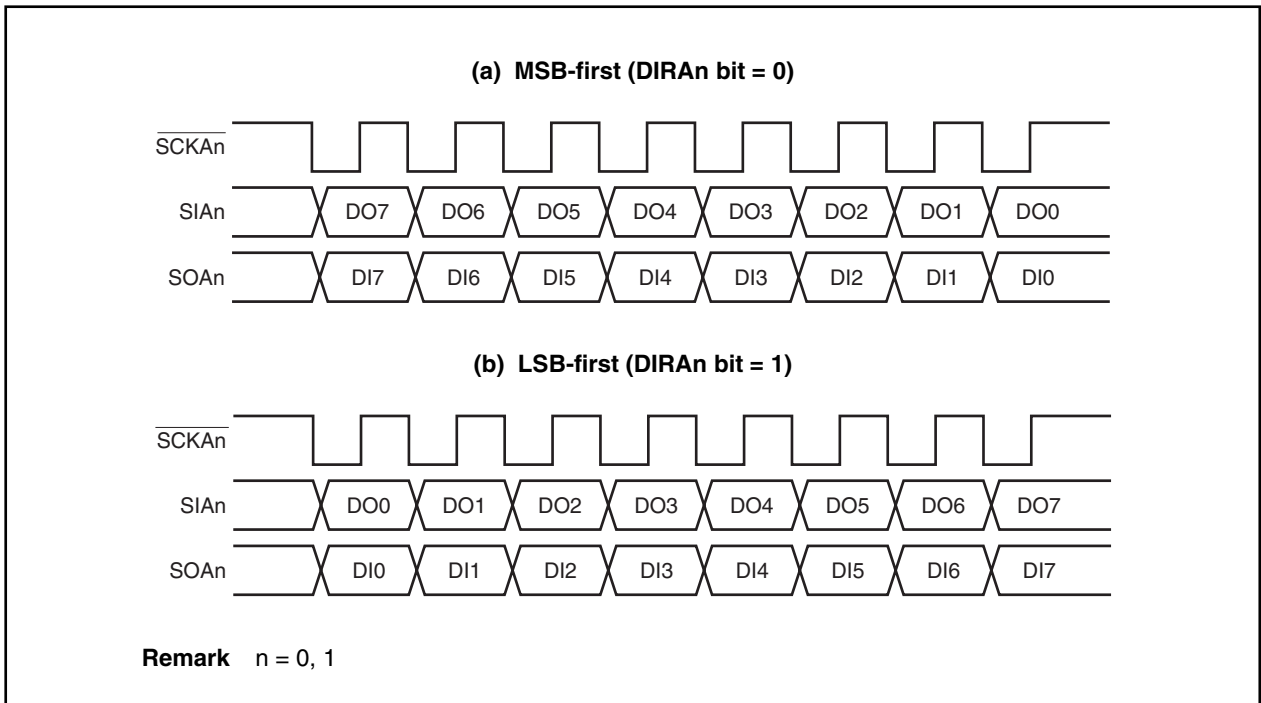 (a) MSB-first (DIRAn bit = 0)
SCKAn
SIAn DO7 DO6 DO5 DO4 DO3 DO2 DO1 DO0
SOAn DI7 DI6 DI5 DI4 DI3 DI2 DI1 DI0
(b) LSB-first (DIRAn bit = 1)
SCKAn
SIAn DO0 DO1 DO2 DO3 DO4 DO5 DO6 DO7
SOAn DI0 DI1 DI2 DI3 DI4 DI5 DI6 DI7
Remark n = 0, 1